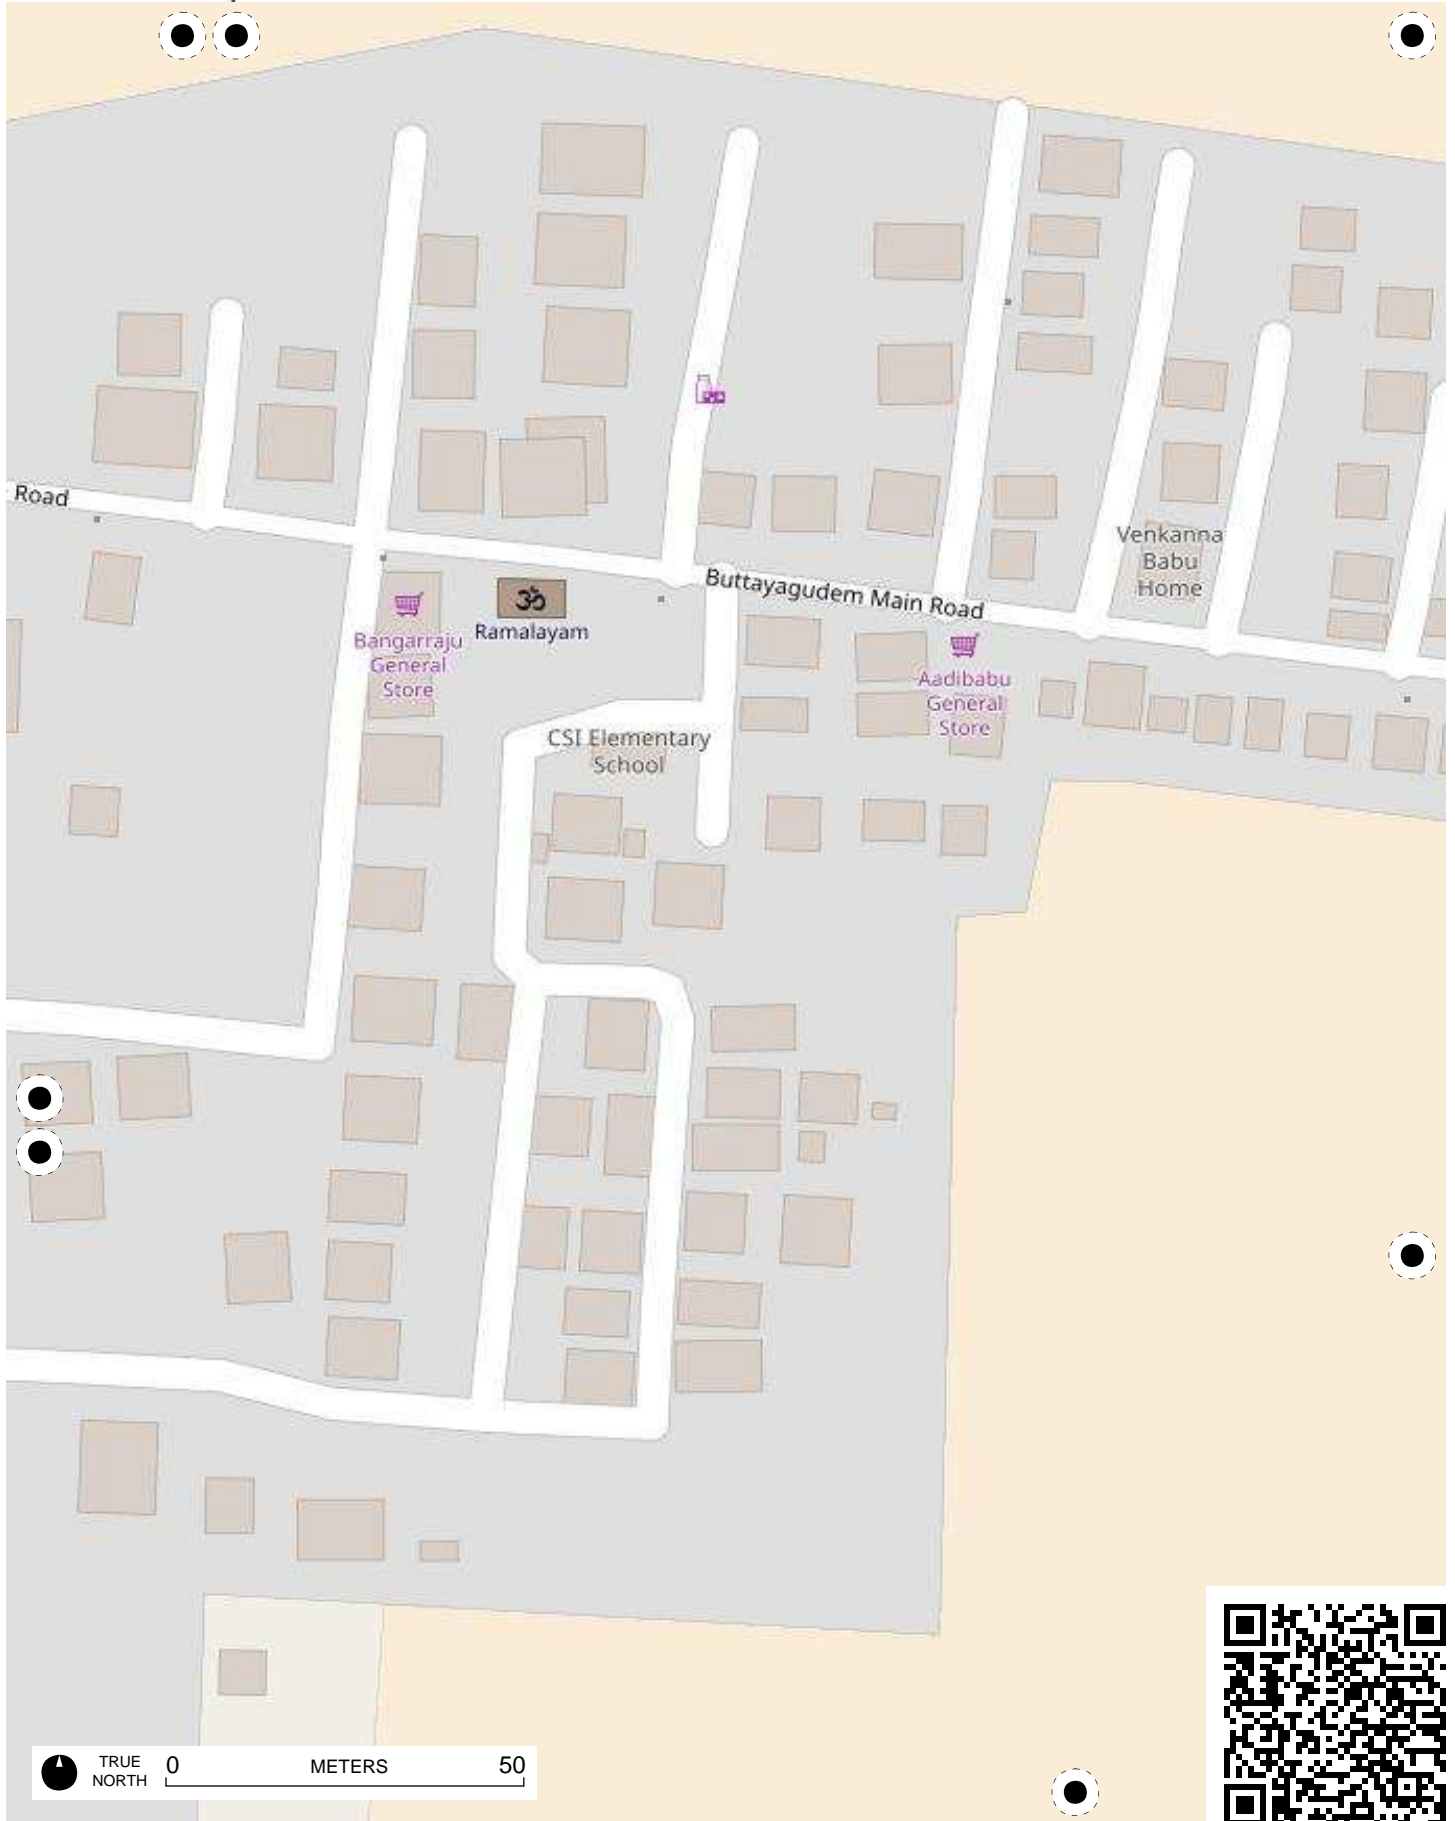 Road
Buttayagudem Main Road
Venkanna
Babu
Home
Bangarraju
General
Store
ॐ
Ramalayam
Aadibabu
General
Store
CSI Elementary
School
TRUE
NORTH
0
METERS
50